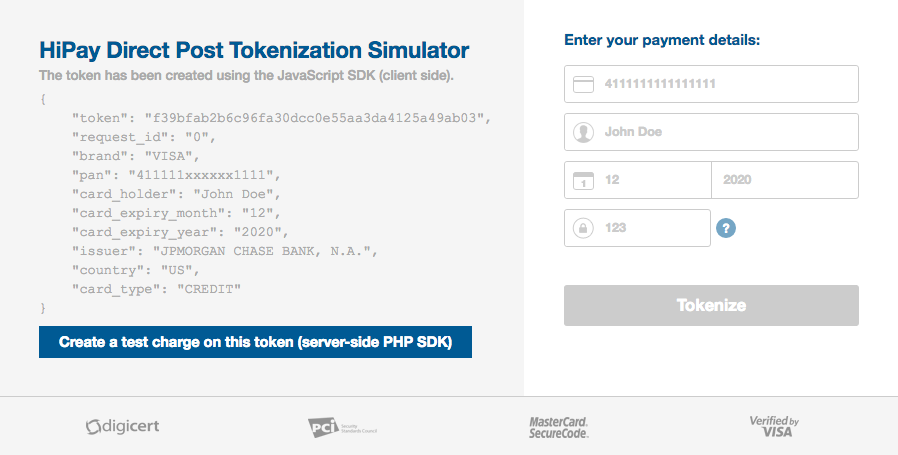 HiPay Direct Post Tokenization Simulator
The token has been created using the JavaScript SDK (client side).
{
"token": "f39bfab2b6c96fa30dcc0e55aa3da4125a49ab03",
"request_id": "0",
"brand": "VISA",
"pan": "411111xxxxxx1111",
"card_holder": "John Doe",
"card_expiry_month": "12",
"card_expiry_year": "2020",
"issuer": "JPMORGAN CHASE BANK, N.A.",
"country": "US",
"card_type": "CREDIT"
}
Create a test charge on this token (server-side PHP SDK)
Enter your payment details:
4111111111111111
John Doe
1 12 2020
123 ?
Tokenize
digicert
PCI Security
Standards Council
MasterCard.
SecureCode.
Verified by
VISA